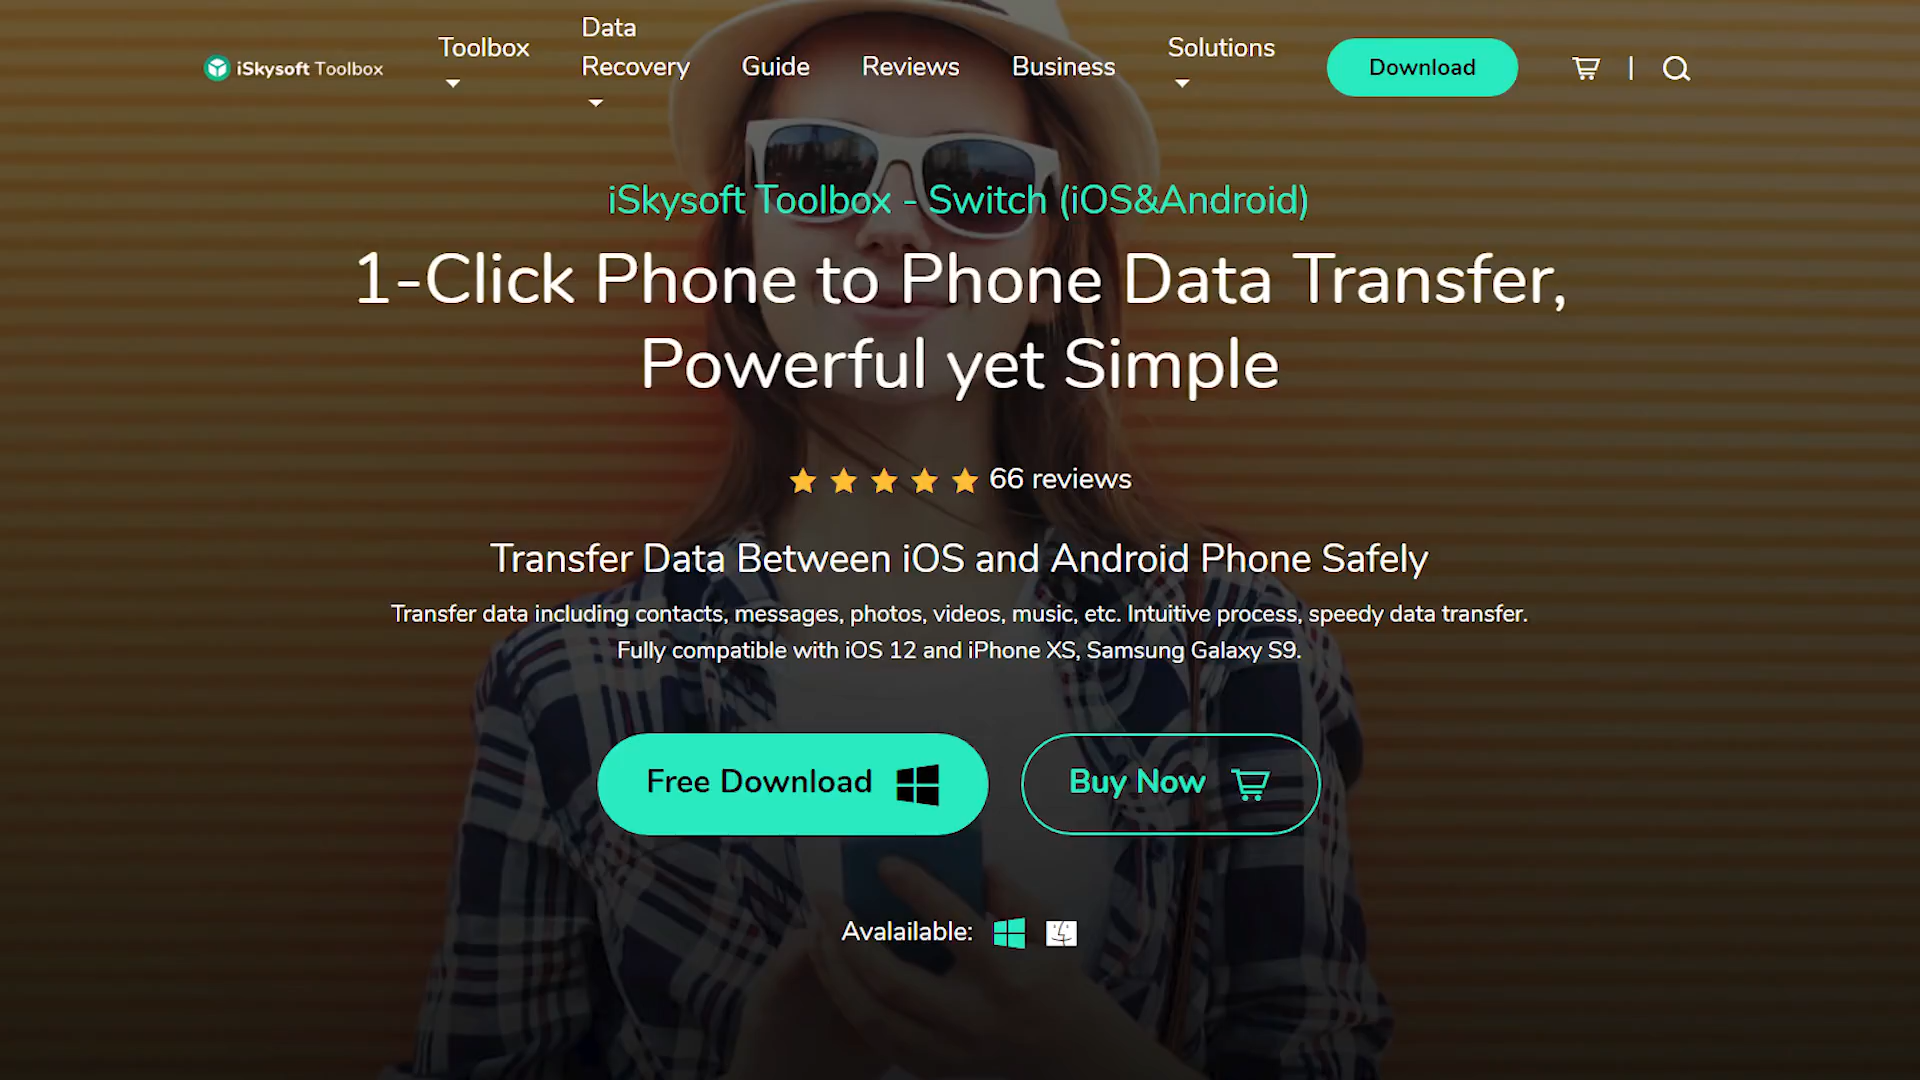 iSkysoft Toolbox
Toolbox
Data
Recovery
Guide
Reviews
Business
Solutions
Download
iSkysoft Toolbox - Switch (iOS&Android)
1-Click Phone to Phone Data Transfer,
Powerful yet Simple
66 reviews
Transfer Data Between iOS and Android Phone Safely
Transfer data including contacts, messages, photos, videos, music, etc. Intuitive process, speedy data transfer.
Fully compatible with iOS 12 and iPhone XS, Samsung Galaxy S9.
Free Download
Buy Now
Avalailable: